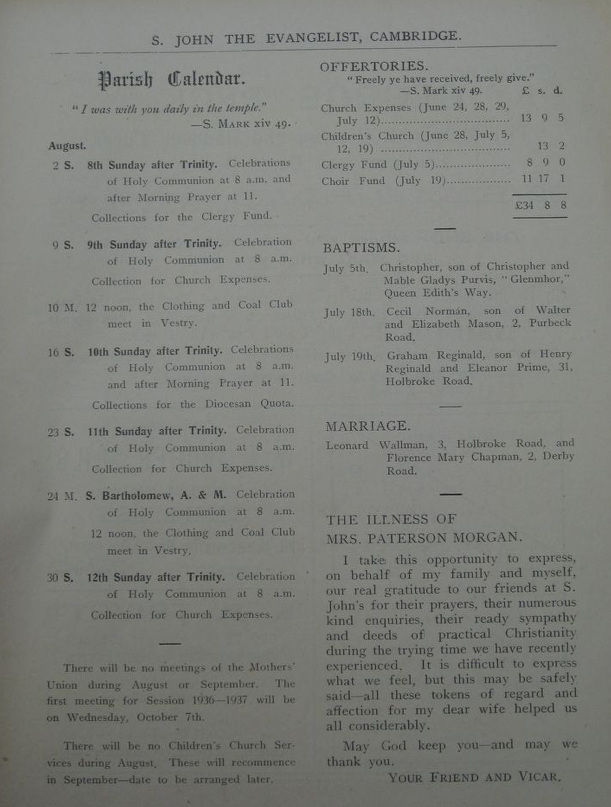 S. JOHN THE EVANGELIST, CAMBRIDGE.
Parish Calendar.
"I was with you daily in the temple."
—S. MARK xiv 49.
August.
2 S. 8th Sunday after Trinity. Celebrations
of Holy Communion at 8 a.m. and
after Morning Prayer at 11.
Collections for the Clergy Fund.
9 S. 9th Sunday after Trinity. Celebration
of Holy Communion at 8 a.m.
Collection for Church Expenses.
10 M. 12 noon, the Clothing and Coal Club
meet in Vestry.
16 S. 10th Sunday after Trinity. Celebrations
of Holy Communion at 8 a.m.
and after Morning Prayer at 11.
Collections for the Diocesan Quota.
23 S. 11th Sunday after Trinity. Celebration
of Holy Communion at 8 a.m.
Collection for Church Expenses.
24 M. S. Bartholomew, A. & M. Celebration
of Holy Communion at 8 a.m.
12 noon, the Clothing and Coal Club
meet in Vestry.
30 S. 12th Sunday after Trinity. Celebration
of Holy Communion at 8 a.m.
Collection for Church Expenses.
There will be no meetings of the Mothers'
Union during August or September. The
first meeting for Session 1936—1937 will be
on Wednesday, October 7th.
There will be no Children's Church Ser-
vices during August. These will recommence
in September—date to be arranged later.
OFFERTORIES.
"Freely ye have received, freely give."
—S. Mark xiv 49. £ s. d.
Church Expenses (June 24, 28, 29,
July 12)........................... 13 9 5
Children's Church (June 28, July 5,
12, 19) ................................ 13 2
Clergy Fund (July 5)................... 8 9 0
Choir Fund (July 19)................ 11 17 1
£34 8 8
BAPTISMS.
July 5th, Christopher, son of Christopher and
Mable Gladys Purvis, "Glenmhor,"
Queen Edith's Way.
July 18th, Cecil Norman, son of Walter
and Elizabeth Mason, 2, Purbeck
Road.
July 19th, Graham Reginald, son of Henry
Reginald and Eleanor Prime, 31,
Holbroke Road.
MARRIAGE.
Leonard Wallman, 3, Holbroke Road, and
Florence Mary Chapman, 2, Derby
Road.
THE ILLNESS OF
MRS. PATERSON MORGAN.
I take this opportunity to express,
on behalf of my family and myself,
our real gratitude to our friends at S.
John's for their prayers, their numerous
kind enquiries, their ready sympathy
and deeds of practical Christianity
during the trying time we have recently
experienced. It is difficult to express
what we feel, but this may be safely
said—all these tokens of regard and
affection for my dear wife helped us
all considerably.
May God keep you—and may we
thank you.
YOUR FRIEND AND VICAR.